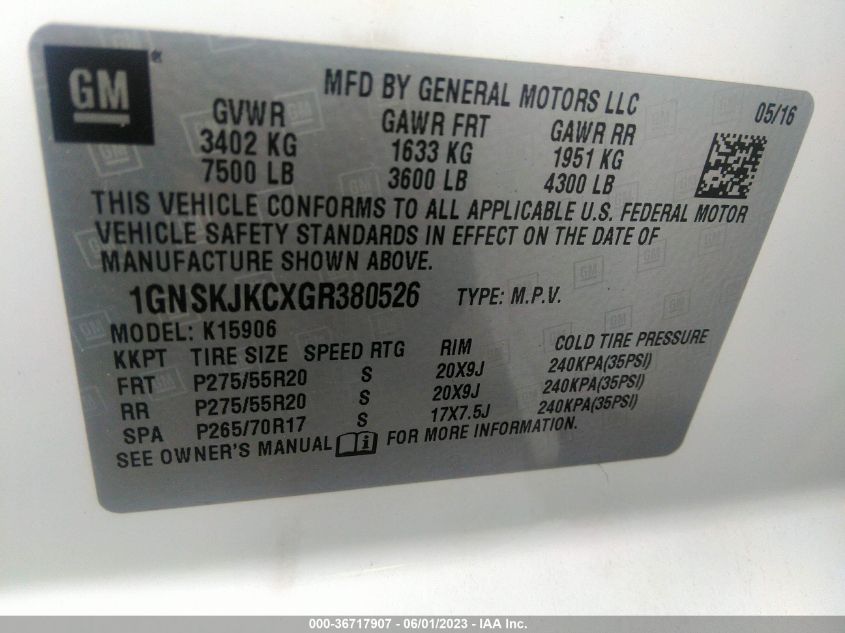 GM
MFD BY GENERAL MOTORS LLC
05/16
GVWR GAWR FRT GAWR RR
3402 KG 1633 KG 1951 KG
7500 LB 3600 LB 4300 LB
THIS VEHICLE CONFORMS TO ALL APPLICABLE U.S. FEDERAL MOTOR
VEHICLE SAFETY STANDARDS IN EFFECT ON THE DATE OF
MANUFACTURE SHOWN ABOVE.
1GNSKJKCXGR380526 TYPE: M.P.V.
MODEL: K15906
KKPT TIRE SIZE SPEED RTG RIM COLD TIRE PRESSURE
FRT P275/55R20 S 20X9J 240KPA(35PSI)
RR P275/55R20 S 20X9J 240KPA(35PSI)
SPA P265/70R17 S 17X7.5J 240KPA(35PSI)
SEE OWNER'S MANUAL FOR MORE INFORMATION.
000-36717907 - 06/01/2023 - IAA Inc.